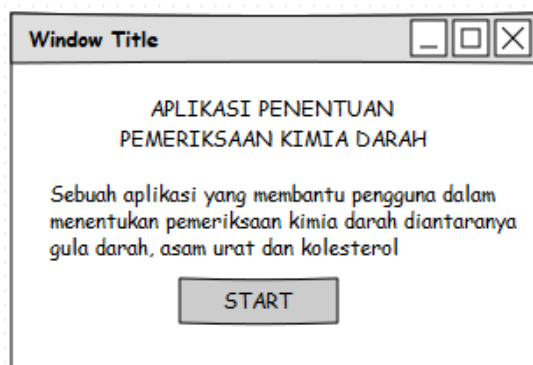 Window Title
APLIKASI PENENTUAN
PEMERIKSAAN KIMIA DARAH
Sebuah aplikasi yang membantu pengguna dalam
menentukan pemeriksaan kimia darah diantaranya
gula darah, asam urat dan kolesterol
START